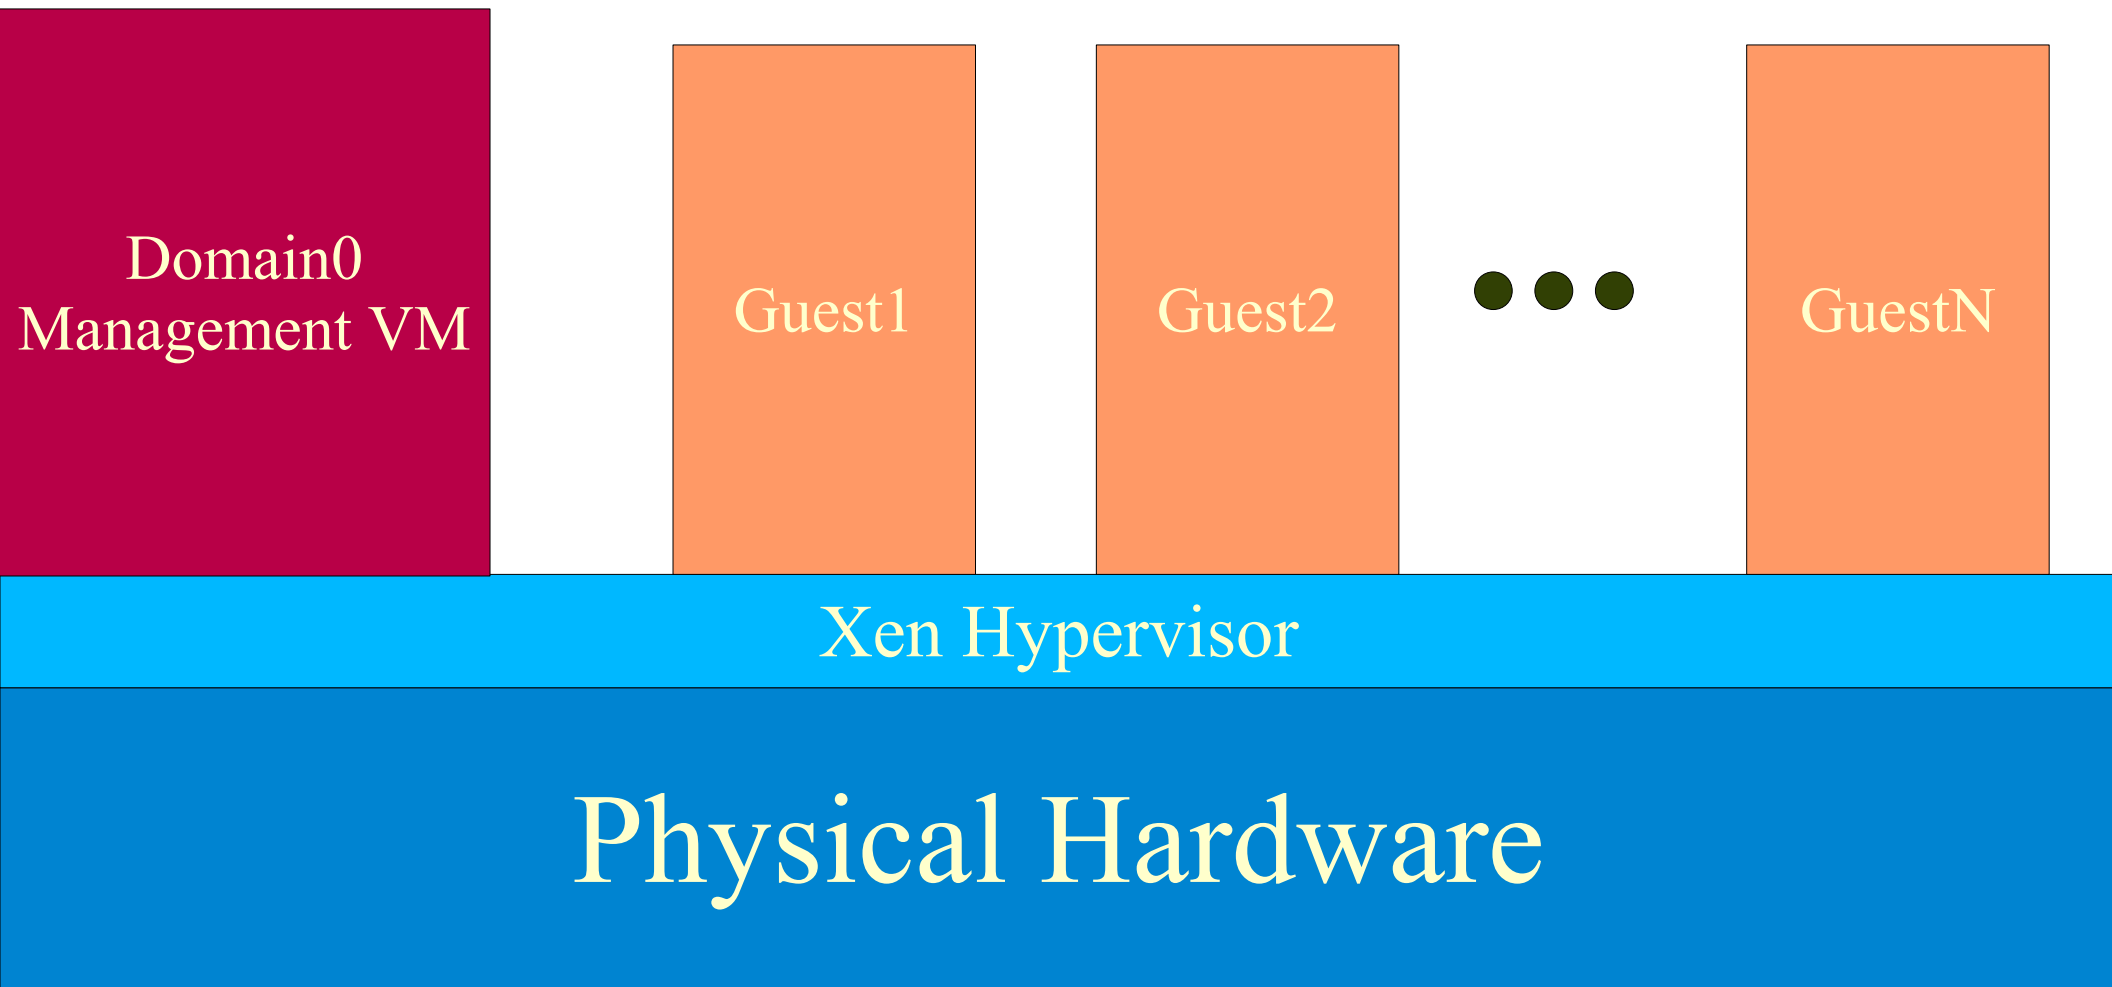 Domain0
Management VM
Guest1
Guest2
GuestN
Xen Hypervisor
Physical Hardware